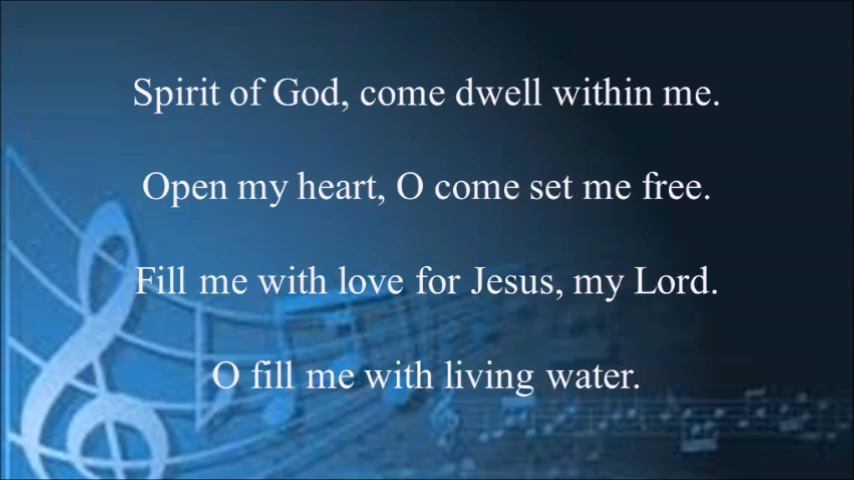 Spirit of God, come dwell within me.
Open my heart, O come set me free.
Fill me with love for Jesus, my Lord.
O fill me with living water.